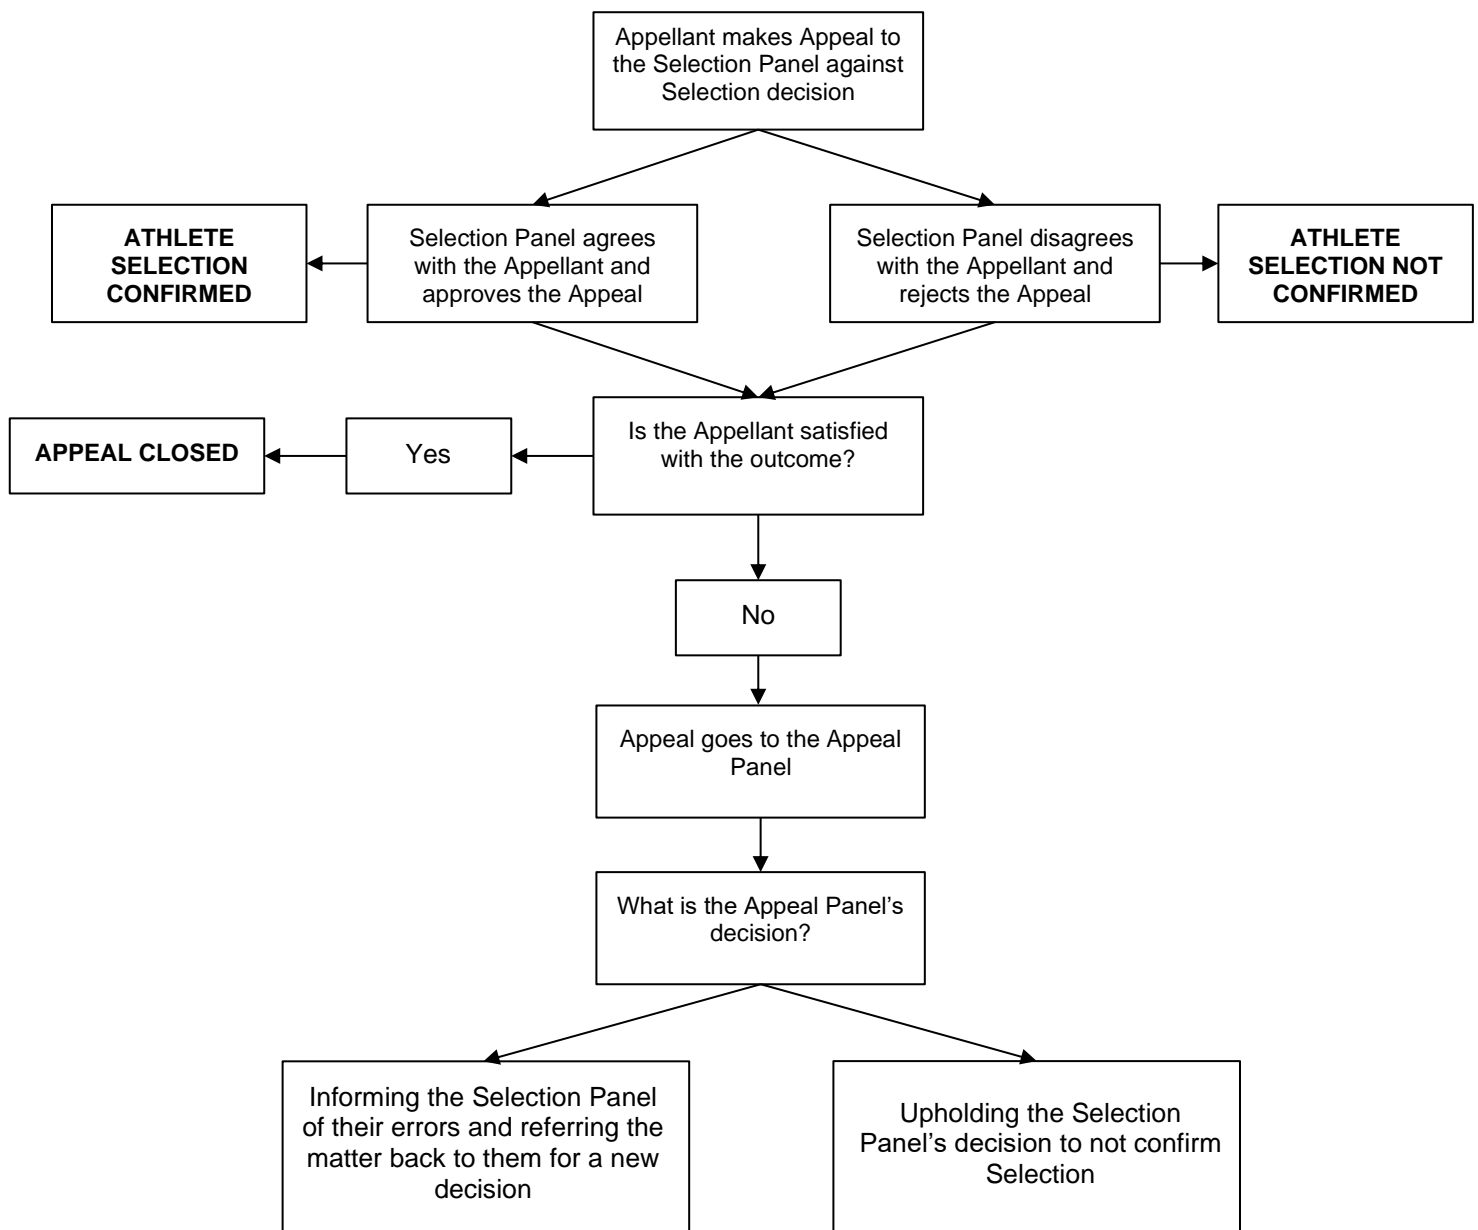 Appellant makes Appeal to
the Selection Panel against
Selection decision
ATHLETE
SELECTION
CONFIRMED
Selection Panel agrees
with the Appellant and
approves the Appeal
Selection Panel disagrees
with the Appellant and
rejects the Appeal
ATHLETE
SELECTION NOT
CONFIRMED
APPEAL CLOSED
Yes
Is the Appellant satisfied
with the outcome?
No
Appeal goes to the Appeal
Panel
What is the Appeal Panel’s
decision?
Informing the Selection Panel
of their errors and referring the
matter back to them for a new
decision
Upholding the Selection
Panel’s decision to not confirm
Selection